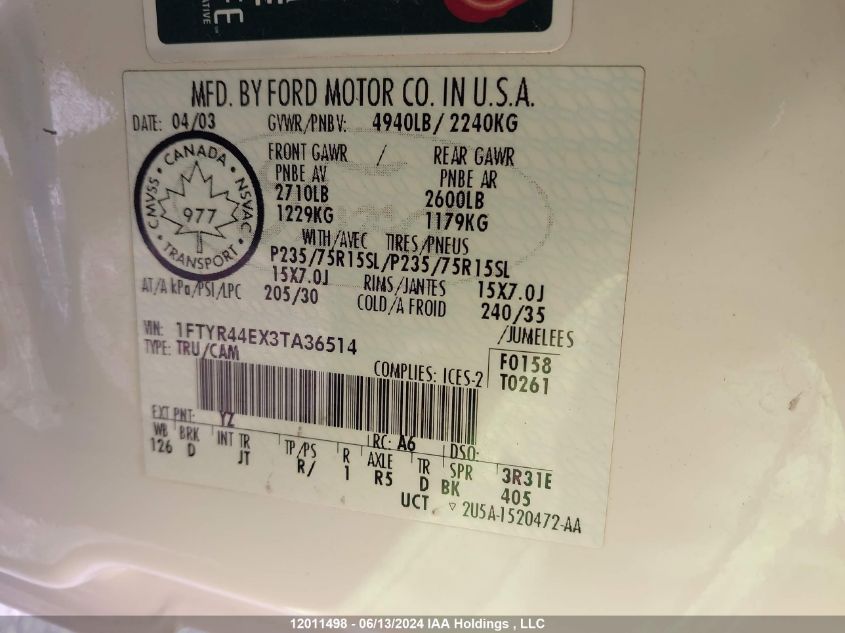 ATIVE
FE
MFD. BY FORD MOTOR CO. IN U.S.A.
DATE: 04/03 GVWR/PNBV: 4940LB/ 2240KG
FRONT GAWR / REAR GAWR
PNBE AV PNBE AR
2710LB 2600LB
1229KG 1179KG
WITH/AVEC TIRES/PNEUS
P235/75R15SL/P235/75R15SL
15X7.0J RIMS/JANTES 15X7.0J
AT/A kPa/PSI/LPC 205/30 COLD/A FROID 240/35
/JUMELEES
CANADA
CMVSS • NSVAC
977
TRANSPORT
VIN: 1FTYR44EX3TA36514
TYPE: TRU/CAM
COMPLIES: ICES-2
F0158
T0261
EXT PNT: YZ RC: A6 DSO:
WB BRK INT TR TP/PS R AXLE TR SPR 3R31E
126 D JT R/ 1 R5 D BK 405
UCT ▽ 2U5A-1520472-AA
12011498 - 06/13/2024 IAA Holdings , LLC